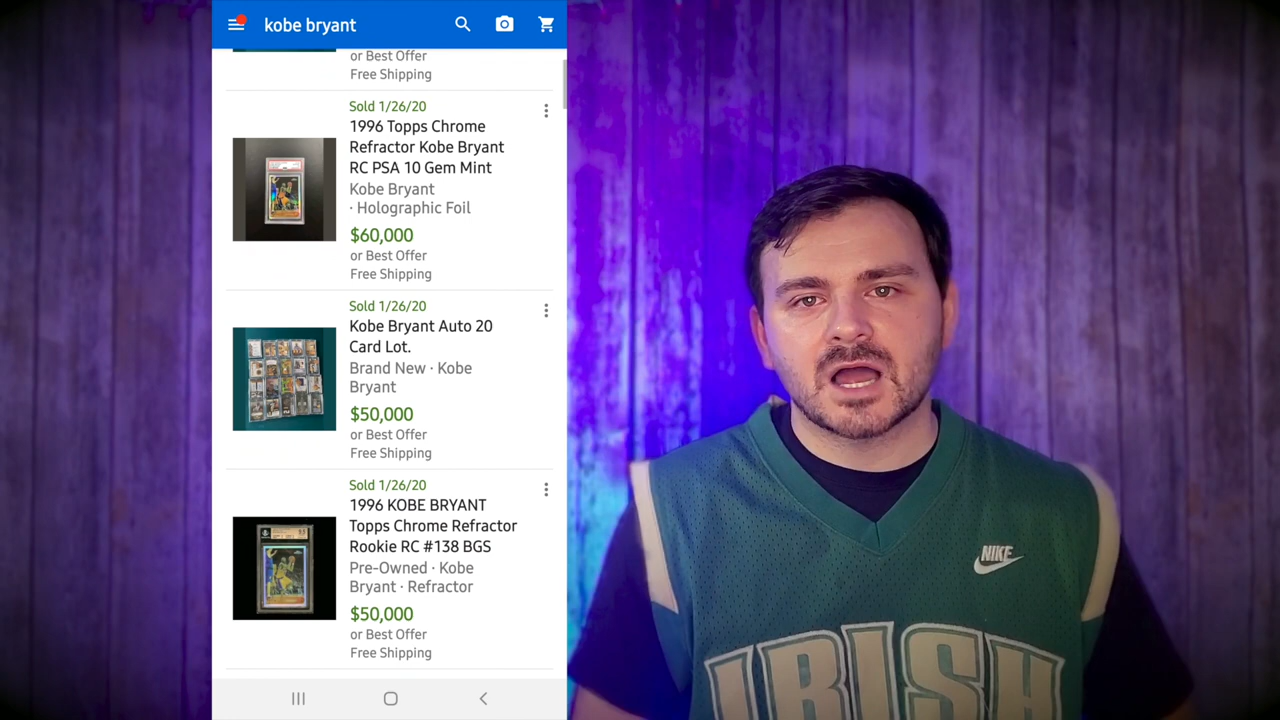 kobe bryant
or Best Offer
Free Shipping
Sold 1/26/20
1996 Topps Chrome
Refractor Kobe Bryant
RC PSA 10 Gem Mint
Kobe Bryant
· Holographic Foil
$60,000
or Best Offer
Free Shipping
Sold 1/26/20
Kobe Bryant Auto 20
Card Lot.
Brand New · Kobe
Bryant
$50,000
or Best Offer
Free Shipping
Sold 1/26/20
1996 KOBE BRYANT
Topps Chrome Refractor
Rookie RC #138 BGS
Pre-Owned · Kobe
Bryant · Refractor
$50,000
or Best Offer
Free Shipping
NIKE
IRISH